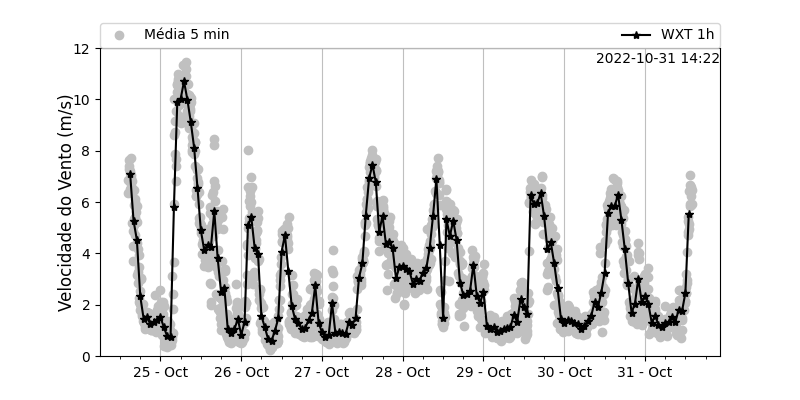 Média 5 min
WXT 1h
2022-10-31 14:22
Velocidade do Vento (m/s)
12
10
8
6
4
2
0
25 - Oct
26 - Oct
27 - Oct
28 - Oct
29 - Oct
30 - Oct
31 - Oct